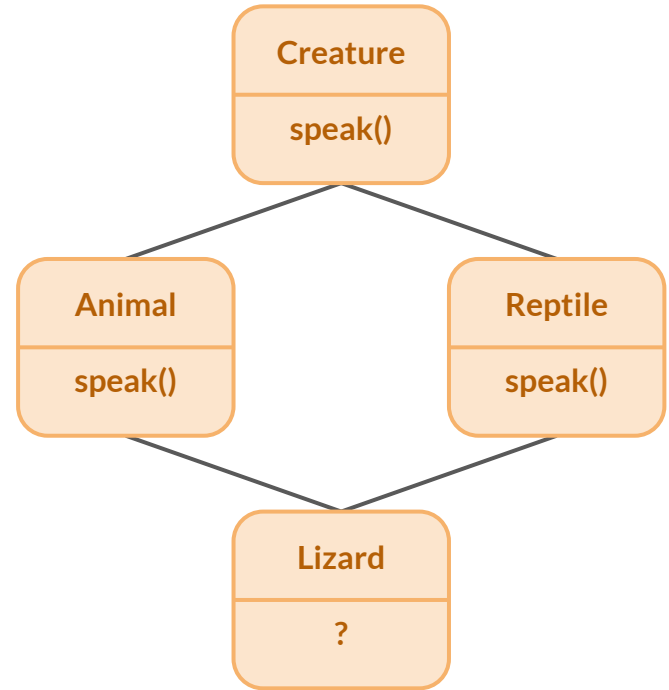 Creature
speak()
Animal
speak()
Reptile
speak()
Lizard
?